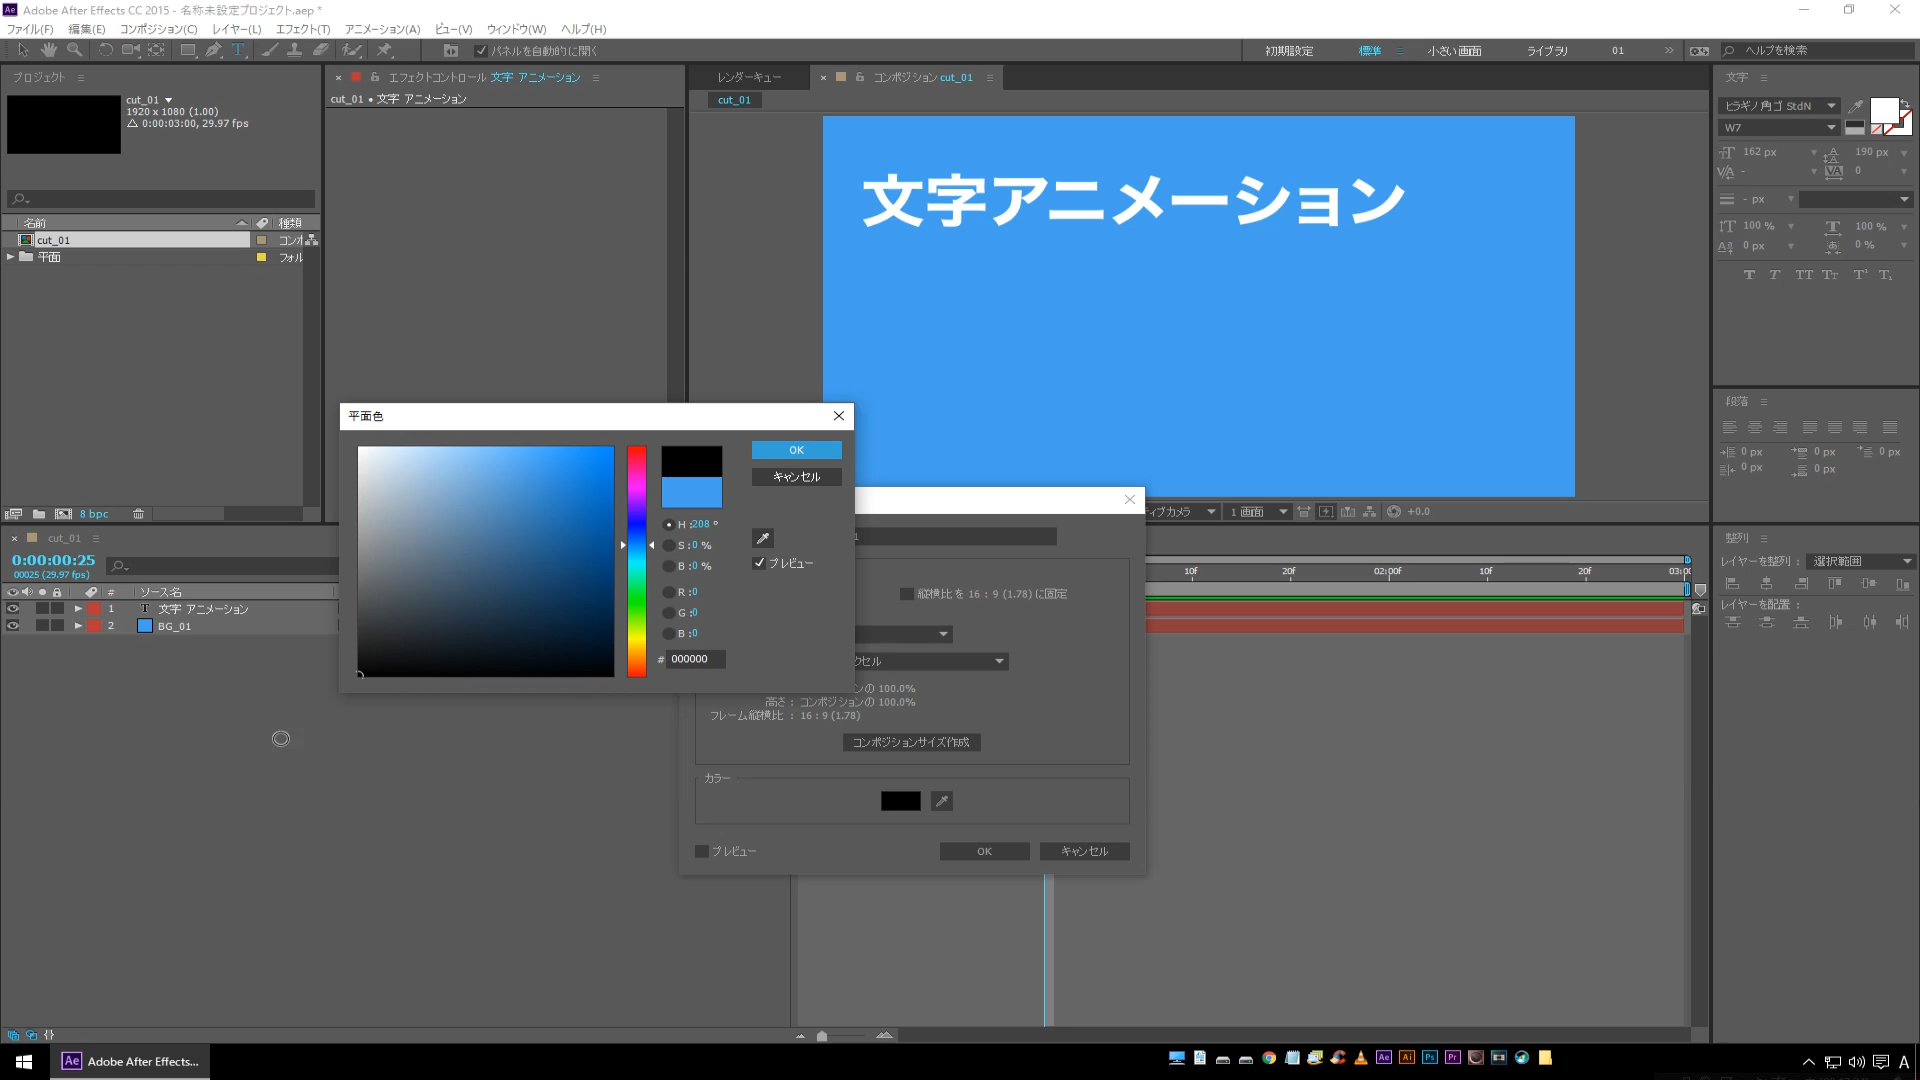 Adobe After Effects CC 2015 - 名称未設定プロジェクト.aep *
ファイル(F) 編集(E) コンポジション(C) レイヤー(L) エフェクト(T) アニメーション(A) ビュー(V) ウィンドウ(W) ヘルプ(H)
パネルを自動的に開く 初期設定 標準 小さい画面 ライブラリ 01 » ヘルプを検索
プロジェクト
cut_01
1920 x 1080 (1.00)
Δ 0:00:03:00, 29.97 fps
名前 種類
cut_01 コンポ
平面 フォル
8 bpc
× エフェクトコントロール 文字 アニメーション
cut_01 • 文字 アニメーション
レンダーキュー × コンポジション cut_01
cut_01
文字アニメーション
1 画面 +0.0
文字
ヒラギノ角ゴ StdN
W7
162 px 190 px
- 0
- px
100 % 100 %
0 px 0 %
T T TT Tт T¹ T₁
段落
0 px 0 px 0 px
0 px 0 px
整列
レイヤーを整列 : 選択範囲
レイヤーを配置 :
平面色 ×
OK
キャンセル
H :208 °
S :0 %
B :0 %
プレビュー
R :0
G :0
B :0
# 000000
1
縦横比を 16 : 9 (1.78) に固定
クセル
ンの 100.0%
高さ : コンポジションの 100.0%
フレーム縦横比 : 16 : 9 (1.78)
コンポジションサイズ作成
カラー
プレビュー OK キャンセル
× cut_01
0:00:00:25
00025 (29.97 fps)
# ソース名
1 T 文字 アニメーション
2 BG_01
10f 20f 02:00f 10f 20f 03:00
Ae Adobe After Effects...
Ae Ai Ps Pr
A